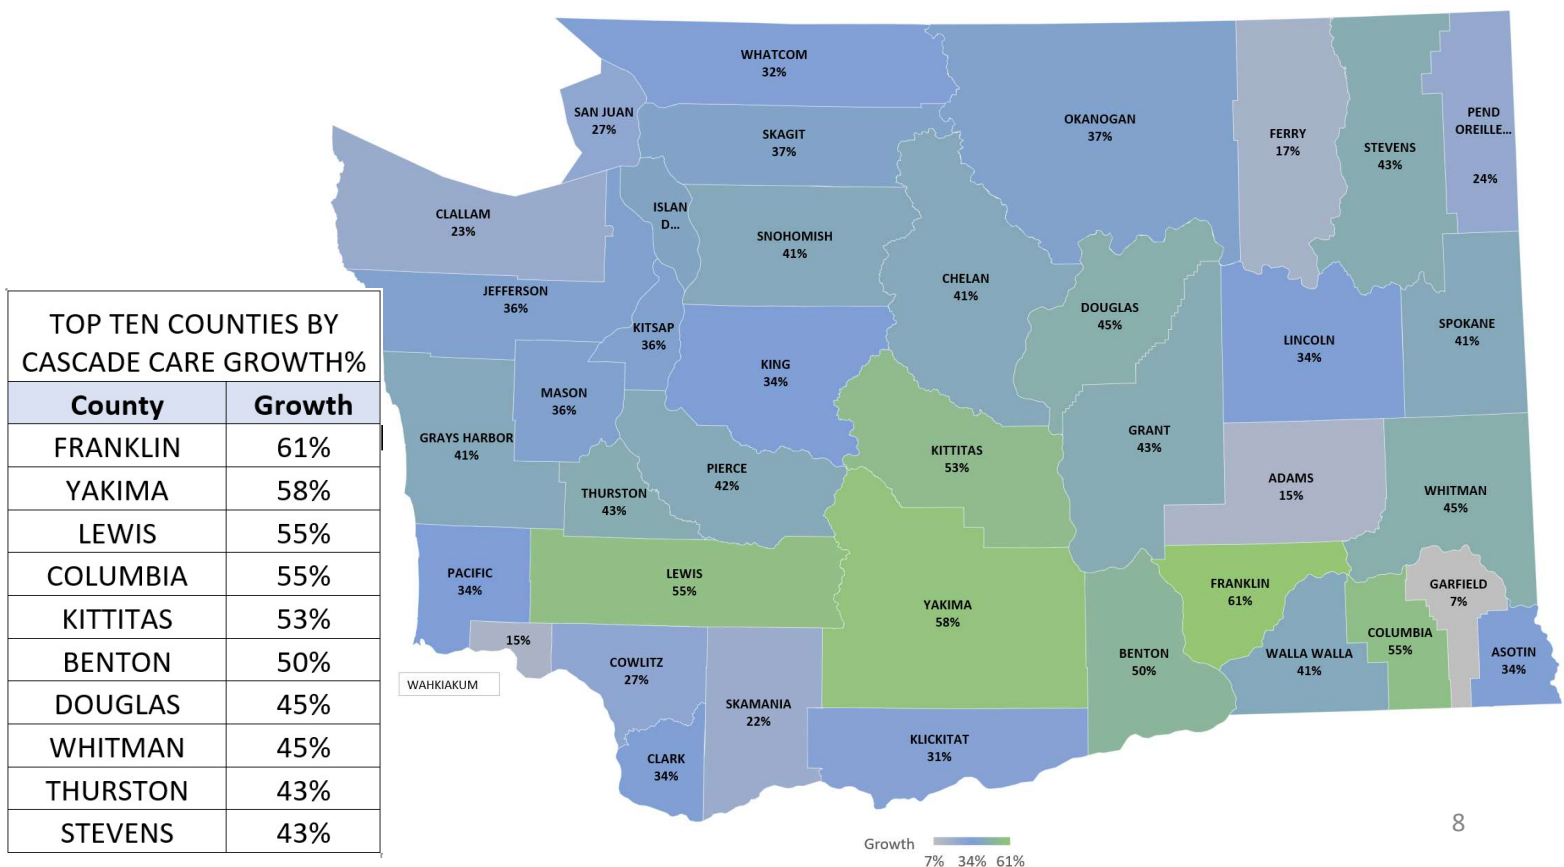 TOP TEN COUNTIES BY
CASCADE CARE GROWTH%
County Growth
FRANKLIN 61%
YAKIMA 58%
LEWIS 55%
COLUMBIA 55%
KITTITAS 53%
BENTON 50%
DOUGLAS 45%
WHITMAN 45%
THURSTON 43%
STEVENS 43%
WHATCOM
32%
SAN JUAN
27%
SKAGIT
37%
OKANOGAN
37%
FERRY
17%
STEVENS
43%
PEND
OREILLE...
24%
CLALLAM
23%
ISLAN
D...
SNOHOMISH
41%
CHELAN
41%
JEFFERSON
36%
KITSAP
36%
DOUGLAS
45%
LINCOLN
34%
SPOKANE
41%
KING
34%
MASON
36%
GRAYS HARBOR
41%
KITTITAS
53%
GRANT
43%
PIERCE
42%
THURSTON
43%
ADAMS
15%
WHITMAN
45%
PACIFIC
34%
LEWIS
55%
YAKIMA
58%
FRANKLIN
61%
GARFIELD
7%
15%
WAHKIAKUM
COWLITZ
27%
SKAMANIA
22%
BENTON
50%
WALLA WALLA
41%
COLUMBIA
55%
ASOTIN
34%
CLARK
34%
KLICKITAT
31%
Growth
7% 34% 61%
8